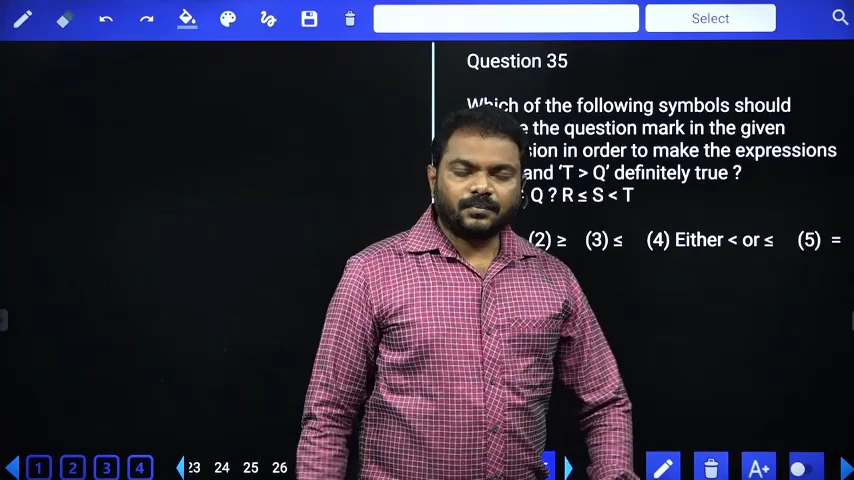 Select
Question 35
Which of the following symbols should
the question mark in the given
in order to make the expressions
and ‘T > Q’ definitely true ?
Q ? R ≤ S < T
(2) ≥ (3) ≤ (4) Either < or ≤ (5) =
1 2 3 4 23 24 25 26 A+